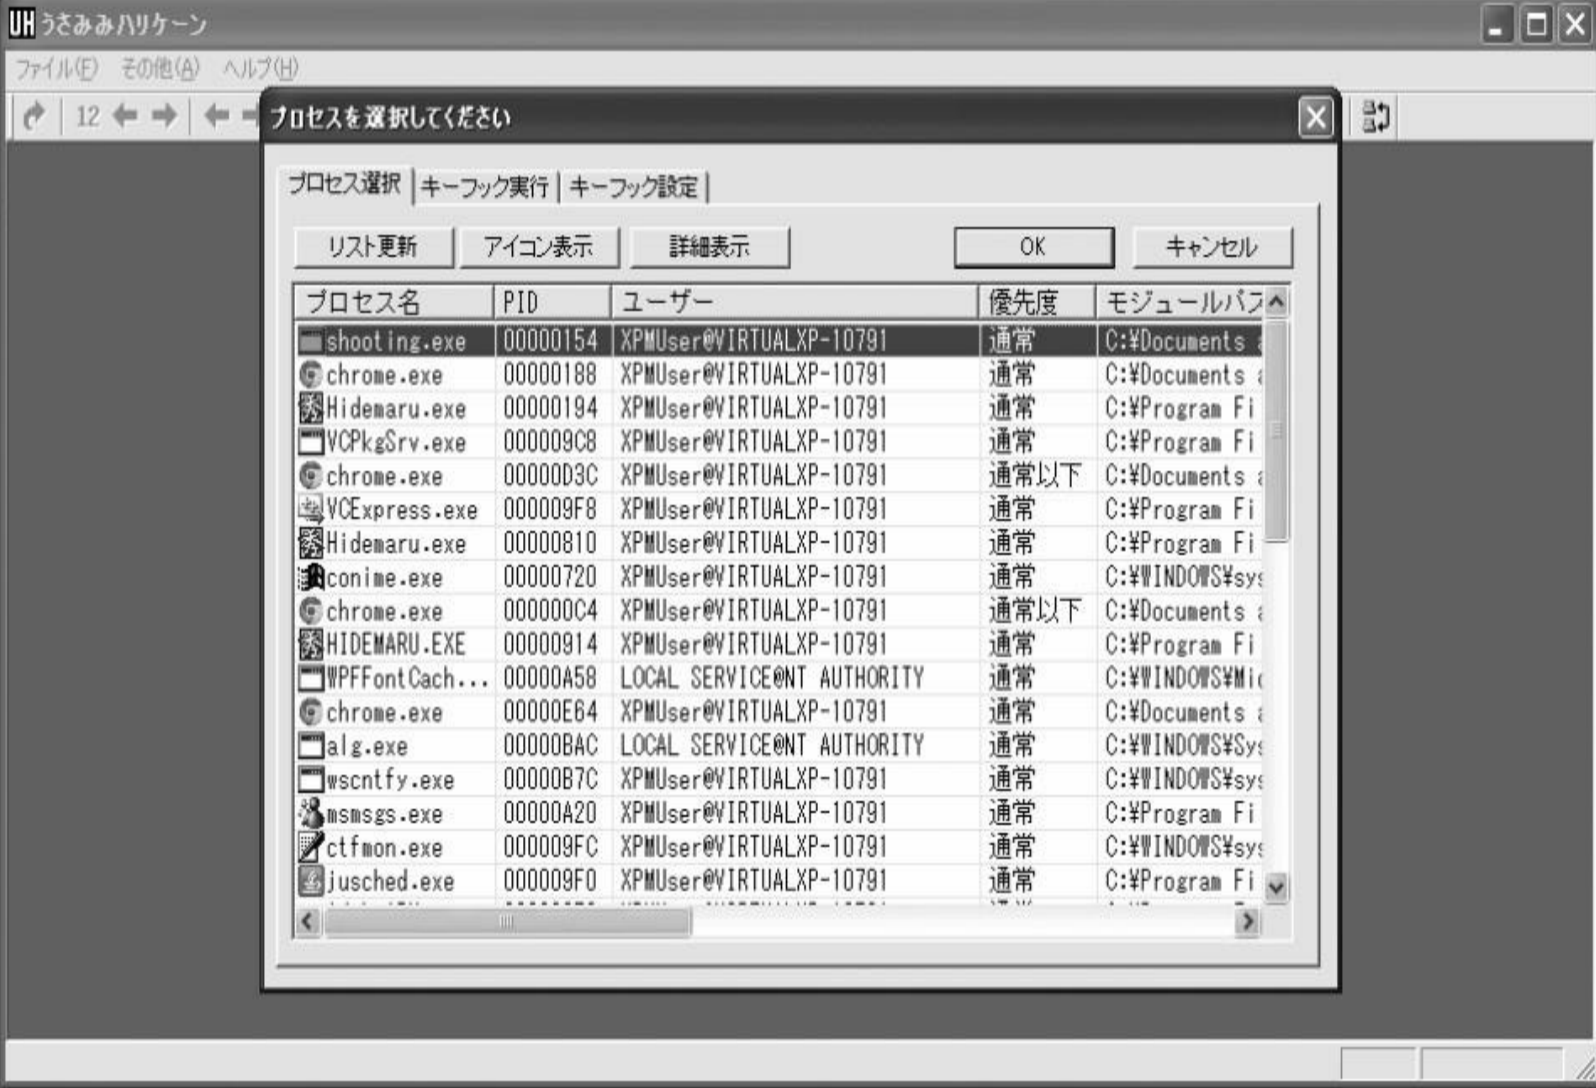 UHうさみみハリケーン
ファイル(F) その他(A) ヘルプ(H)
12
プロセスを選択してください
プロセス選択 キーフック実行 キーフック設定
リスト更新 アイコン表示 詳細表示 OK キャンセル
プロセス名 PID ユーザー 優先度 モジュールパス
shooting.exe 00000154 XPMUser@VIRTUALXP-10791 通常 C:¥Documents a
chrome.exe 00000188 XPMUser@VIRTUALXP-10791 通常 C:¥Documents a
Hidemaru.exe 00000194 XPMUser@VIRTUALXP-10791 通常 C:¥Program Fi
VCPkgSrv.exe 000009C8 XPMUser@VIRTUALXP-10791 通常 C:¥Program Fi
chrome.exe 00000D3C XPMUser@VIRTUALXP-10791 通常以下 C:¥Documents a
VCExpress.exe 000009F8 XPMUser@VIRTUALXP-10791 通常 C:¥Program Fi
Hidemaru.exe 00000810 XPMUser@VIRTUALXP-10791 通常 C:¥Program Fi
conime.exe 00000720 XPMUser@VIRTUALXP-10791 通常 C:¥WINDOWS¥sys
chrome.exe 000000C4 XPMUser@VIRTUALXP-10791 通常以下 C:¥Documents a
HIDEMARU.EXE 00000914 XPMUser@VIRTUALXP-10791 通常 C:¥Program Fi
WPFFontCach... 00000A58 LOCAL SERVICE@NT AUTHORITY 通常 C:¥WINDOWS¥Mic
chrome.exe 00000E64 XPMUser@VIRTUALXP-10791 通常 C:¥Documents a
alg.exe 00000BAC LOCAL SERVICE@NT AUTHORITY 通常 C:¥WINDOWS¥Sys
wscntfy.exe 00000B7C XPMUser@VIRTUALXP-10791 通常 C:¥WINDOWS¥sys
msmsgs.exe 00000A20 XPMUser@VIRTUALXP-10791 通常 C:¥Program Fi
ctfmon.exe 000009FC XPMUser@VIRTUALXP-10791 通常 C:¥WINDOWS¥sys
jusched.exe 000009F0 XPMUser@VIRTUALXP-10791 通常 C:¥Program Fi